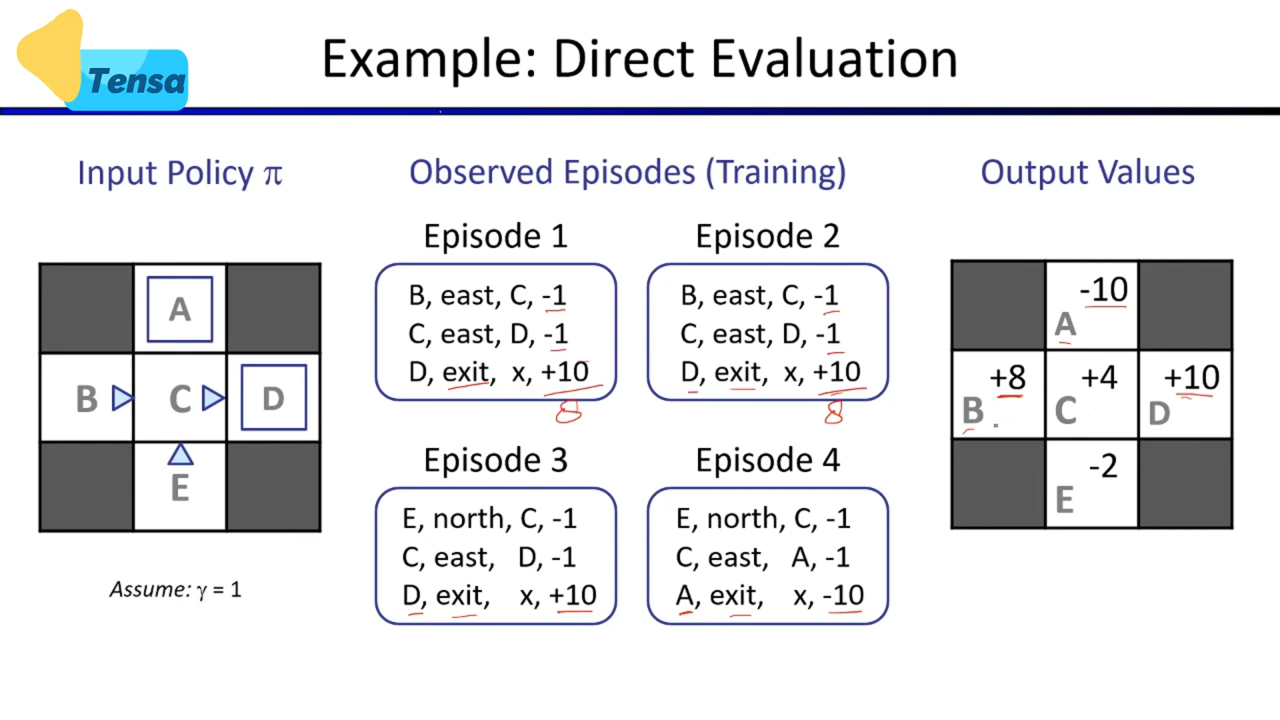 Tensa
Example: Direct Evaluation
Input Policy π
A
B C D
E
Assume: γ = 1
Observed Episodes (Training)
Episode 1
B, east, C, -1
C, east, D, -1
D, exit, x, +10
8
Episode 2
B, east, C, -1
C, east, D, -1
D, exit, x, +10
8
Episode 3
E, north, C, -1
C, east, D, -1
D, exit, x, +10
Episode 4
E, north, C, -1
C, east, A, -1
A, exit, x, -10
Output Values
-10
A
+8 +4 +10
B C D
-2
E